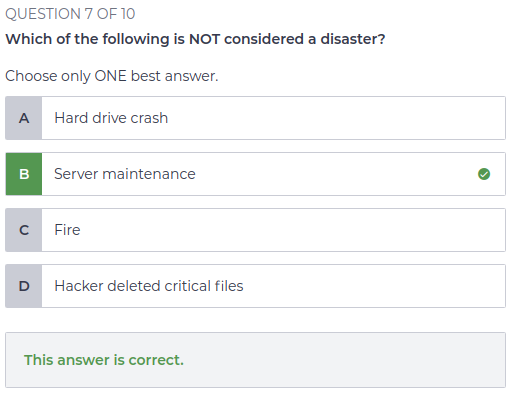 QUESTION 7 OF 10
Which of the following is NOT considered a disaster?
Choose only ONE best answer.
A Hard drive crash
B Server maintenance
C Fire
D Hacker deleted critical files
This answer is correct.